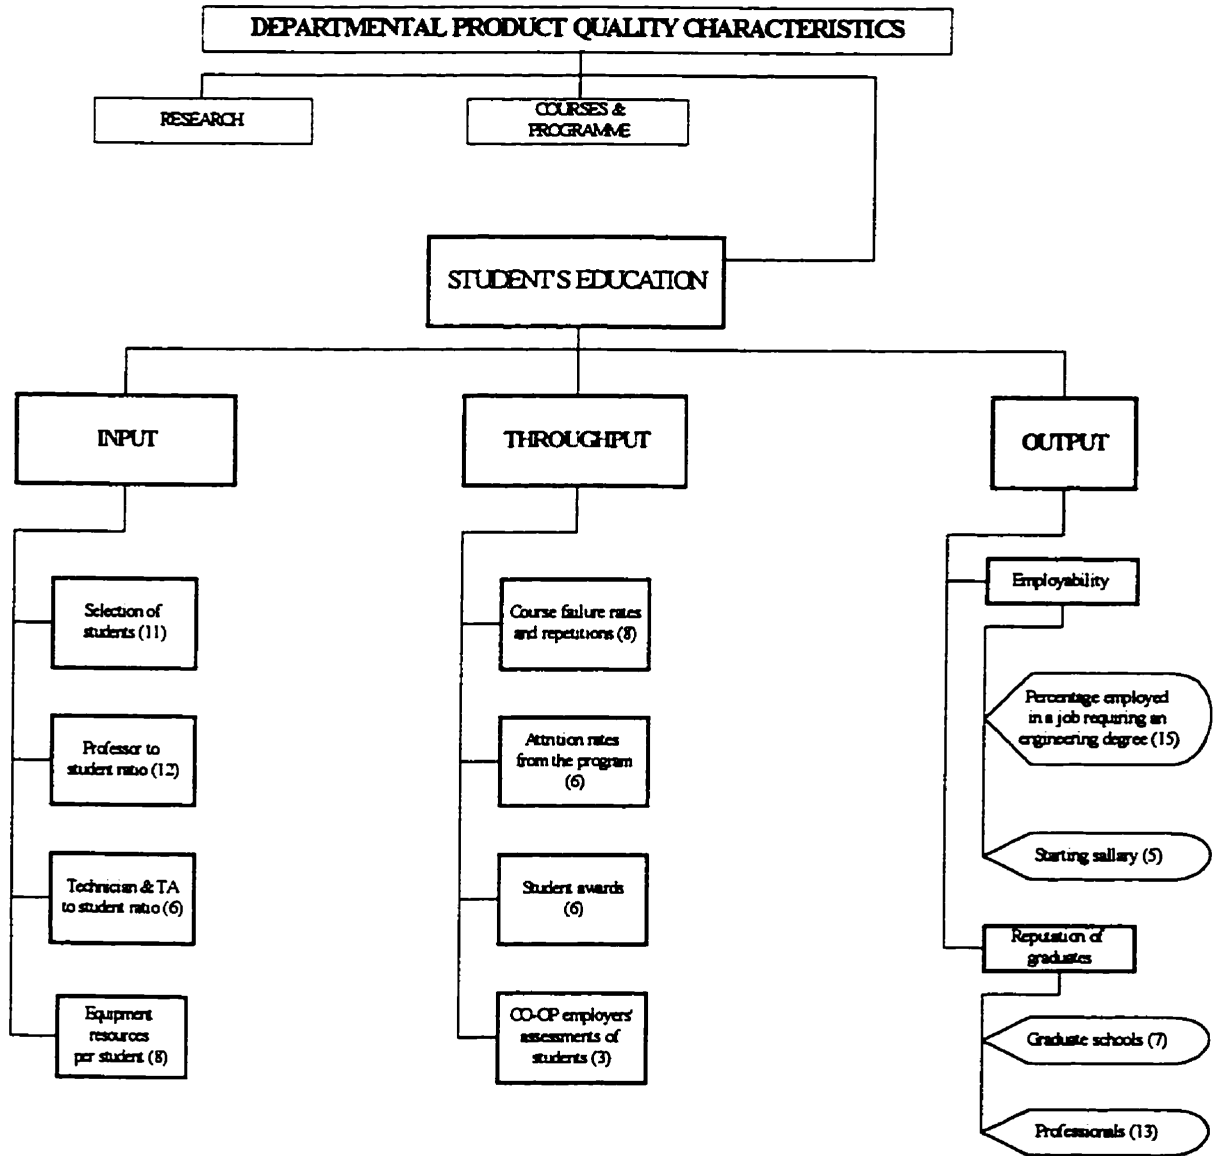 DEPARTMENTAL PRODUCT QUALITY CHARACTERISTICS
RESEARCH
COURSES &
PROGRAMME
STUDENT'S EDUCATION
INPUT
THROUGHPUT
OUTPUT
Selection of
students (11)
Professor to
student ratio (12)
Technician & TA
to student ratio (6)
Equipment
resources
per student (8)
Course failure rates
and repetitions (8)
Attrition rates
from the program
(6)
Student awards
(6)
CO-OP employers'
assessments of
students (3)
Employability
Percentage employed
in a job requiring an
engineering degree (15)
Starting sallary (5)
Reputation of
graduates
Graduate schools (7)
Professionals (13)